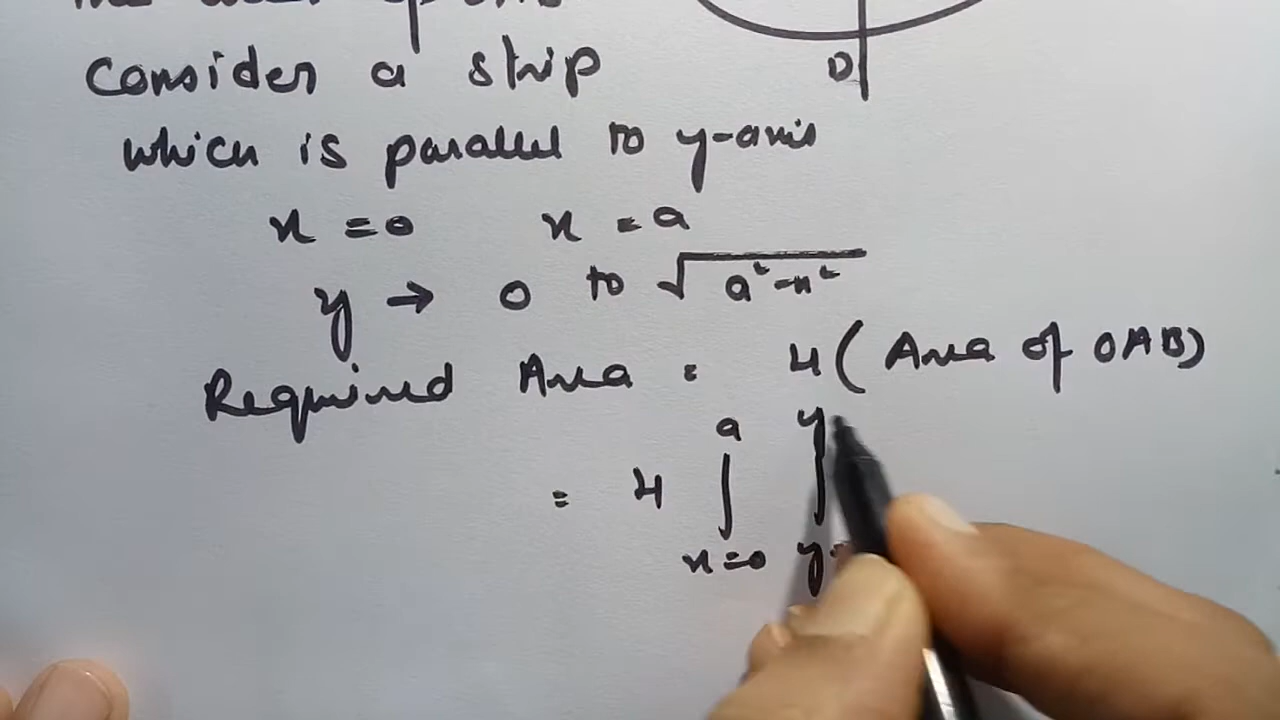 Consider a strip
D
which is parallel to y-axis
x = 0 x = a
y → 0 to √a²-x²
Required Area = 4 ( Area of OAB)
a y
= 4 ∫ ∫
x=0 y=